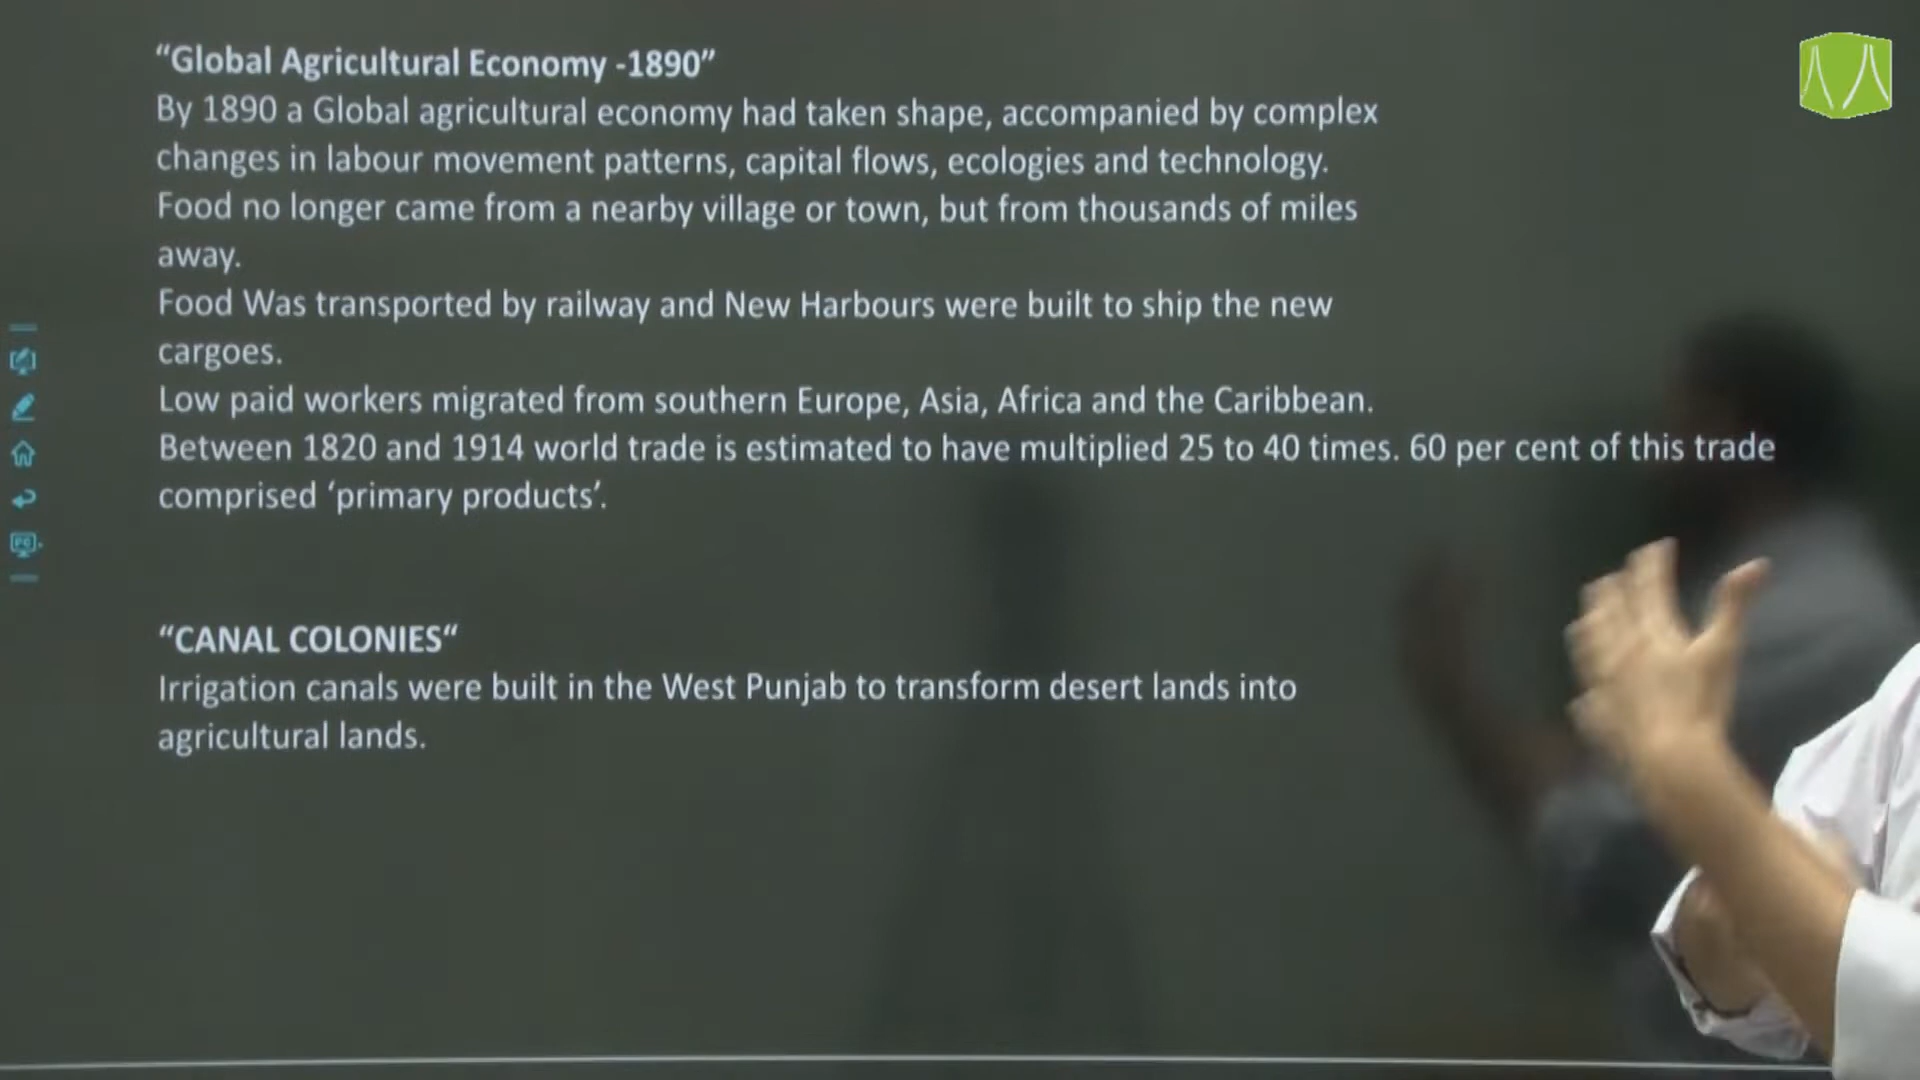 “Global Agricultural Economy -1890”
By 1890 a Global agricultural economy had taken shape, accompanied by complex
changes in labour movement patterns, capital flows, ecologies and technology.
Food no longer came from a nearby village or town, but from thousands of miles
away.
Food Was transported by railway and New Harbours were built to ship the new
cargoes.
Low paid workers migrated from southern Europe, Asia, Africa and the Caribbean.
Between 1820 and 1914 world trade is estimated to have multiplied 25 to 40 times. 60 per cent of this trade
comprised ‘primary products’.
“CANAL COLONIES“
Irrigation canals were built in the West Punjab to transform desert lands into
agricultural lands.
PC